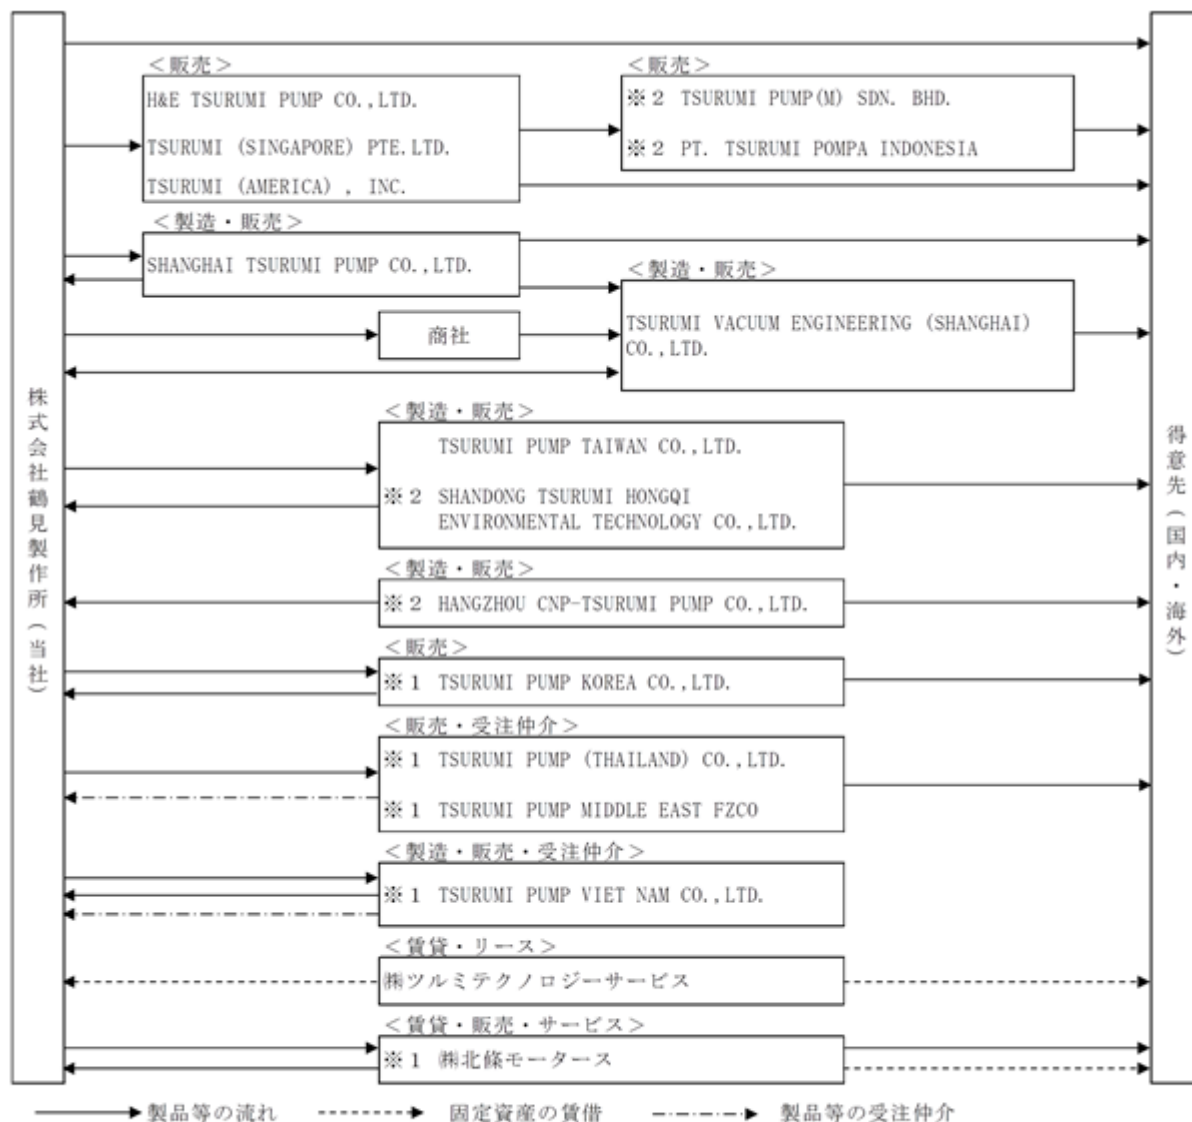 株式会社鶴見製作所(当社)
得意先(国内・海外)
<販売>
H&E TSURUMI PUMP CO.,LTD.
TSURUMI (SINGAPORE) PTE.LTD.
TSURUMI (AMERICA) , INC.
<販売>
※2 TSURUMI PUMP(M) SDN. BHD.
※2 PT. TSURUMI POMPA INDONESIA
<製造・販売>
SHANGHAI TSURUMI PUMP CO.,LTD.
商社
<製造・販売>
TSURUMI VACUUM ENGINEERING (SHANGHAI)
CO.,LTD.
<製造・販売>
TSURUMI PUMP TAIWAN CO.,LTD.
※2 SHANDONG TSURUMI HONGQI
ENVIRONMENTAL TECHNOLOGY CO.,LTD.
<製造・販売>
※2 HANGZHOU CNP-TSURUMI PUMP CO.,LTD.
<販売>
※1 TSURUMI PUMP KOREA CO.,LTD.
<販売・受注仲介>
※1 TSURUMI PUMP (THAILAND) CO.,LTD.
※1 TSURUMI PUMP MIDDLE EAST FZCO
<製造・販売・受注仲介>
※1 TSURUMI PUMP VIET NAM CO.,LTD.
<賃貸・リース>
㈱ツルミテクノロジーサービス
<賃貸・販売・サービス>
※1 ㈱北條モータース
製品等の流れ 固定資産の賃借 製品等の受注仲介